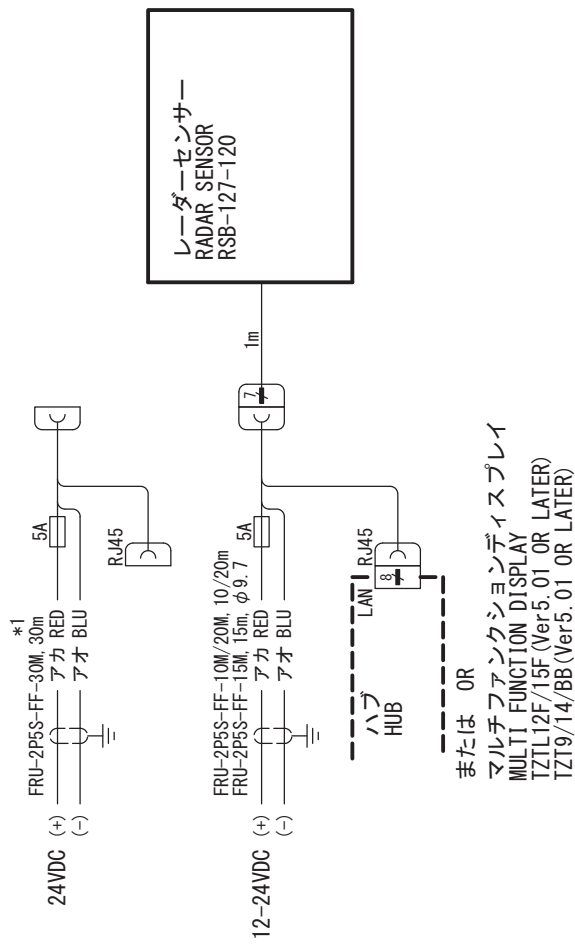 レーダーセンサー
RADAR SENSOR
RSB-127-120
1m
7
*1
FRU-2P5S-FF-30M, 30m
24VDC
(+)
アカ RED
5A
(-)
アオ BLU
RJ45
FRU-2P5S-FF-10M/20M, 10/20m
FRU-2P5S-FF-15M, 15m, φ9.7
12-24VDC
(+)
アカ RED
5A
(-)
アオ BLU
ハブ
HUB
LAN
8
RJ45
または OR
マルチファンクションディスプレイ
MULTI FUNCTION DISPLAY
TZTL12F/15F(Ver5.01 OR LATER)
TZT9/14/BB(Ver5.01 OR LATER)